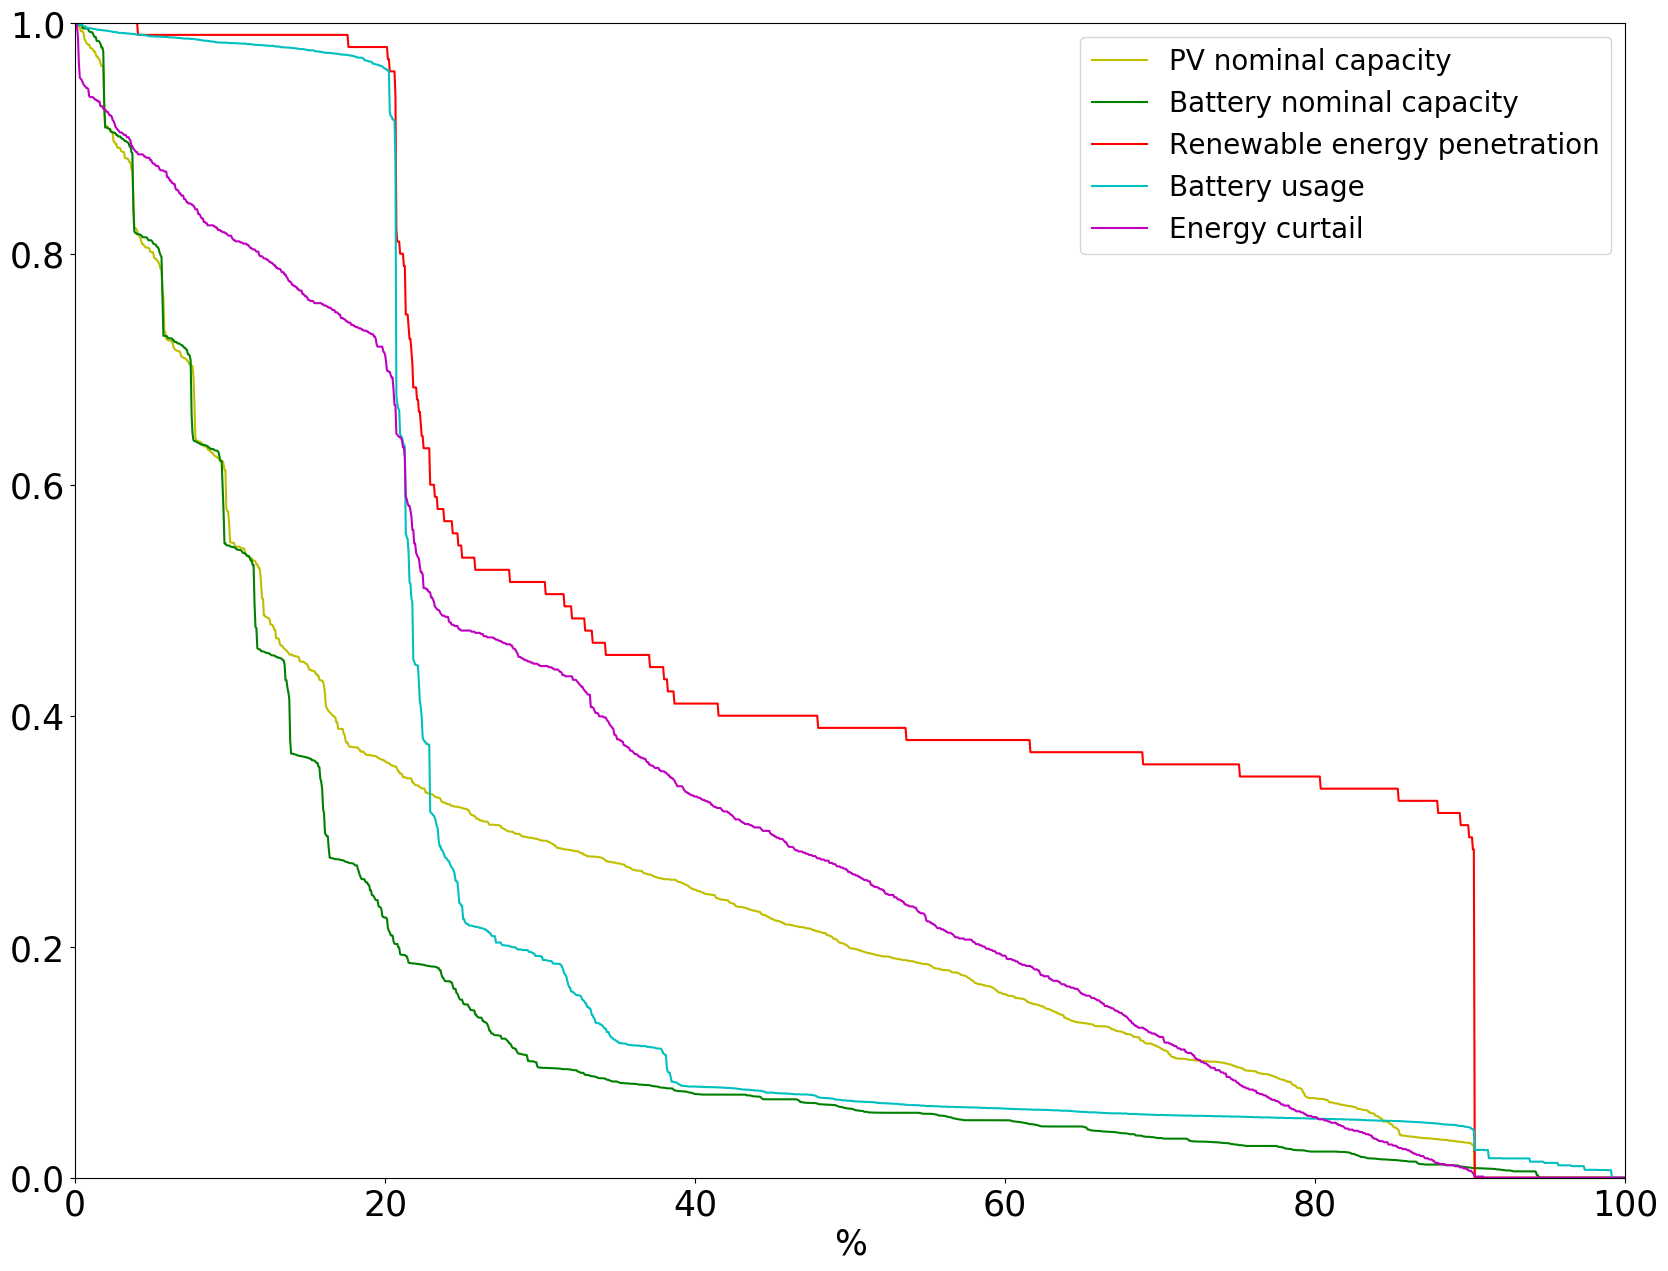 1.0
0.8
0.6
0.4
0.2
0.0
PV nominal capacity
Battery nominal capacity
Renewable energy penetration
Battery usage
Energy curtail
0 20 40 60 80 100
%